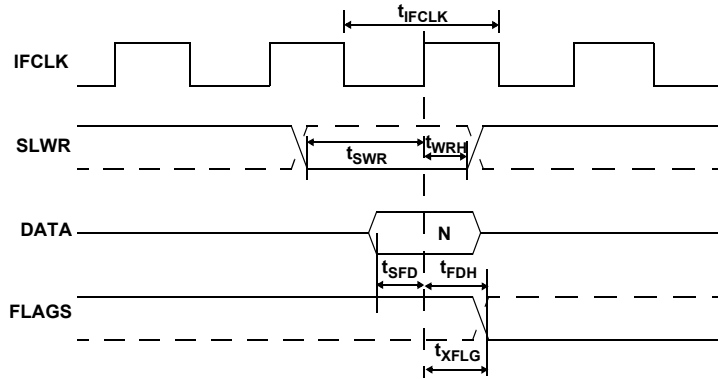 tIFCLK
IFCLK
SLWR
tSWR
tWRH
DATA
N
tSFD
tFDH
FLAGS
tXFLG